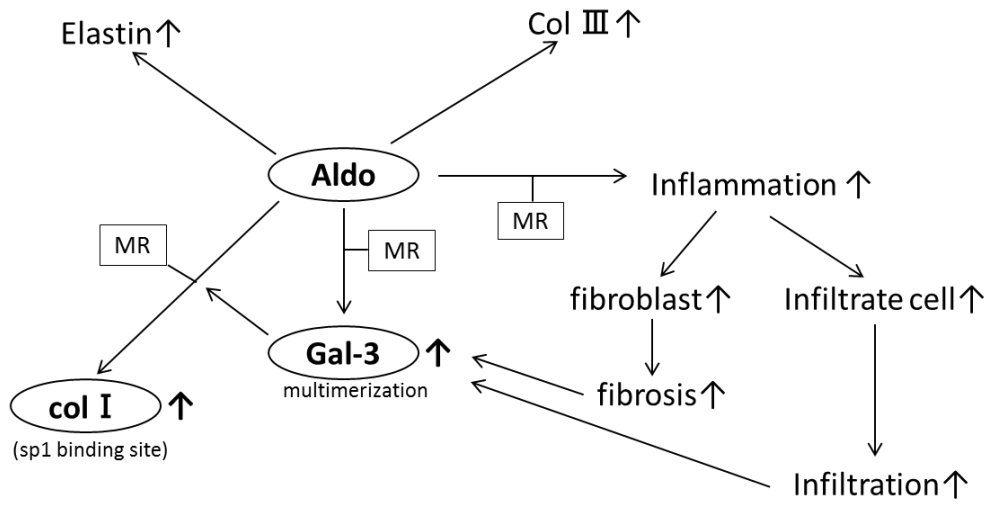 Elastin↑
Col Ⅲ↑
Aldo
Inflammation ↑
MR
MR
MR
fibroblast↑
Infiltrate cell↑
Gal-3 ↑
multimerization
fibrosis↑
col Ⅰ ↑
(sp1 binding site)
Infiltration↑